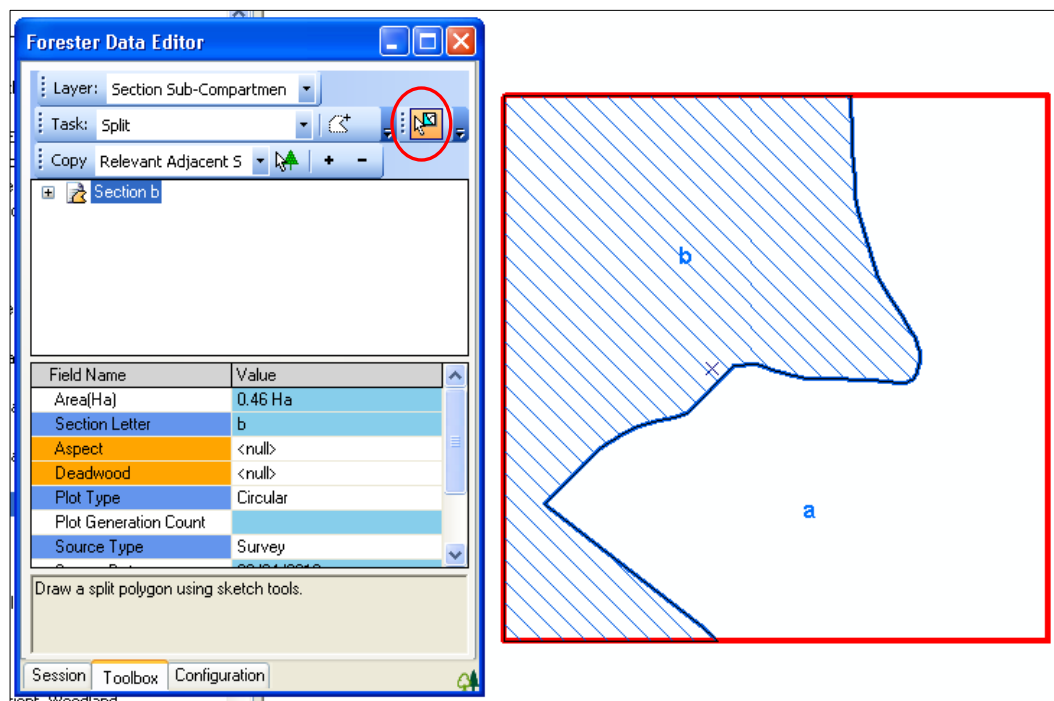 Forester Data Editor
Layer: Section Sub-Compartmen
Task: Split
Copy Relevant Adjacent S + -
Section b
Field Name Value
Area(Ha) 0.46 Ha
Section Letter b
Aspect <null>
Deadwood <null>
Plot Type Circular
Plot Generation Count
Source Type Survey
Draw a split polygon using sketch tools.
Session Toolbox Configuration
b
a